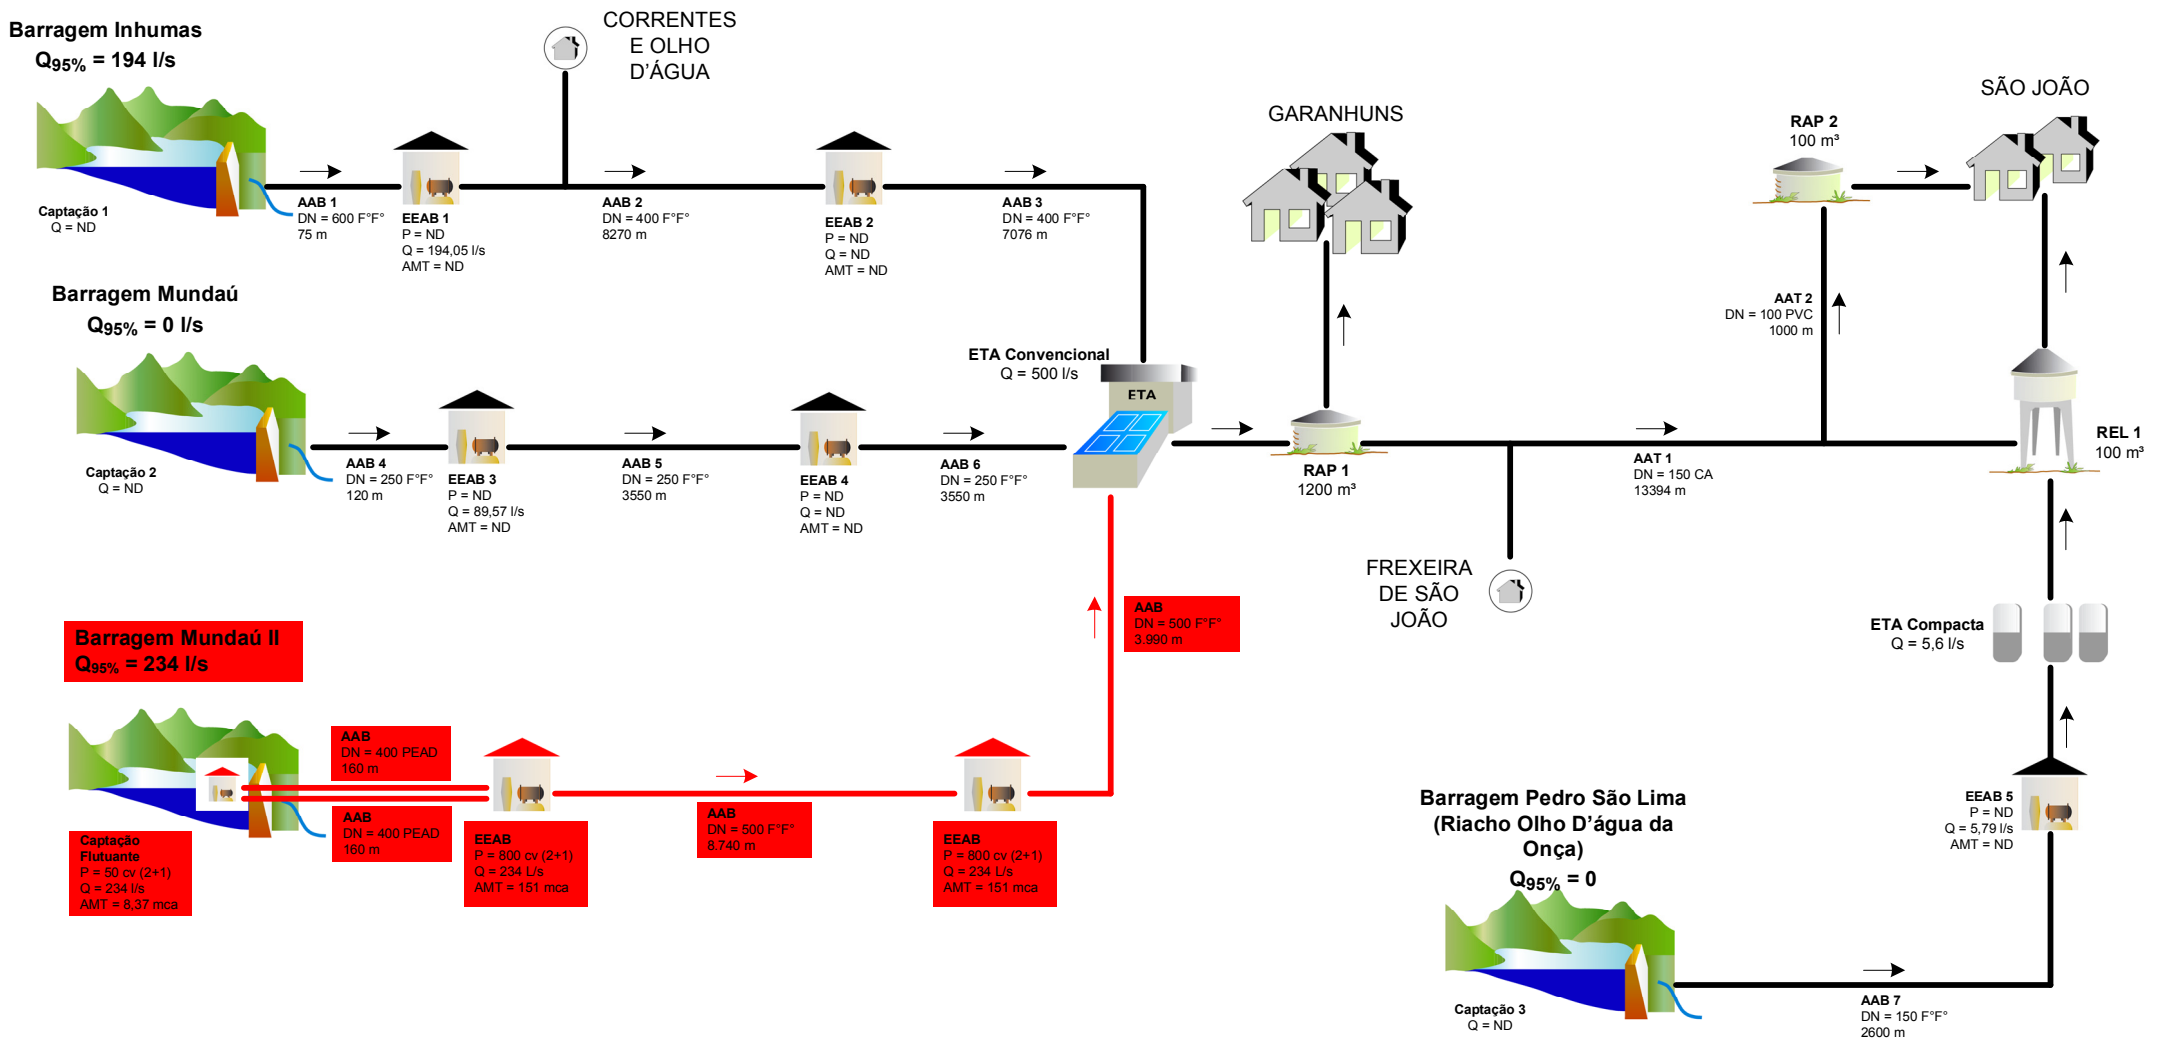 Barragem Inhumas
Q95% = 194 l/s
Captação 1
Q = ND
AAB 1
DN = 600 F°F°
75 m
EEAB 1
P = ND
Q = 194,05 l/s
AMT = ND
CORRENTES
E OLHO
D'ÁGUA
AAB 2
DN = 400 F°F°
8270 m
EEAB 2
P = ND
Q = ND
AMT = ND
AAB 3
DN = 400 F°F°
7076 m
GARANHUNS
RAP 2
100 m³
SÃO JOÃO
Barragem Mundaú
Q95% = 0 l/s
Captação 2
Q = ND
AAB 4
DN = 250 F°F°
120 m
EEAB 3
P = ND
Q = 89,57 l/s
AMT = ND
AAB 5
DN = 250 F°F°
3550 m
EEAB 4
P = ND
Q = ND
AMT = ND
AAB 6
DN = 250 F°F°
3550 m
ETA Convencional
Q = 500 l/s
ETA
RAP 1
1200 m³
AAT 1
DN = 150 CA
13394 m
AAT 2
DN = 100 PVC
1000 m
REL 1
100 m³
FREXEIRA
DE SÃO
JOÃO
ETA Compacta
Q = 5,6 l/s
Barragem Mundaú II
Q95% = 234 l/s
Captação
Flutuante
P = 50 cv (2+1)
Q = 234 l/s
AMT = 8,37 mca
AAB
DN = 400 PEAD
160 m
AAB
DN = 400 PEAD
160 m
EEAB
P = 800 cv (2+1)
Q = 234 L/s
AMT = 151 mca
AAB
DN = 500 F°F°
8.740 m
EEAB
P = 800 cv (2+1)
Q = 234 L/s
AMT = 151 mca
AAB
DN = 500 F°F°
3.990 m
Barragem Pedro São Lima
(Riacho Olho D'água da
Onça)
Q95% = 0
Captação 3
Q = ND
AAB 7
DN = 150 F°F°
2600 m
EEAB 5
P = ND
Q = 5,79 l/s
AMT = ND